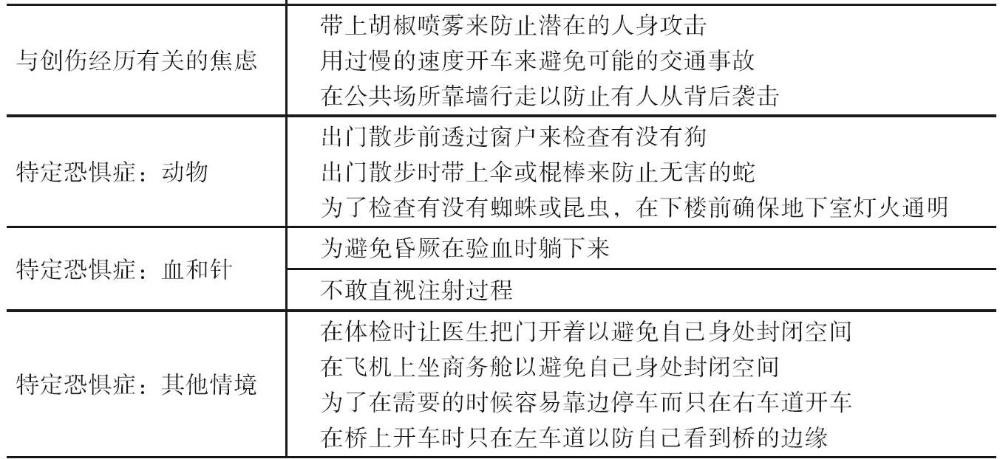 与创伤经历有关的焦虑
带上胡椒喷雾来防止潜在的人身攻击
用过慢的速度开车来避免可能的交通事故
在公共场所靠墙行走以防止有人从背后袭击
特定恐惧症：动物
出门散步前透过窗户来检查有没有狗
出门散步时带上伞或棍棒来防止无害的蛇
为了检查有没有蜘蛛或昆虫，在下楼前确保地下室灯火通明
特定恐惧症：血和针
为避免昏厥在验血时躺下来
不敢直视注射过程
特定恐惧症：其他情境
在体检时让医生把门开着以避免自己身处封闭空间
在飞机上坐商务舱以避免自己身处封闭空间
为了在需要的时候容易靠边停车而只在右车道开车
在桥上开车时只在左车道以防自己看到桥的边缘